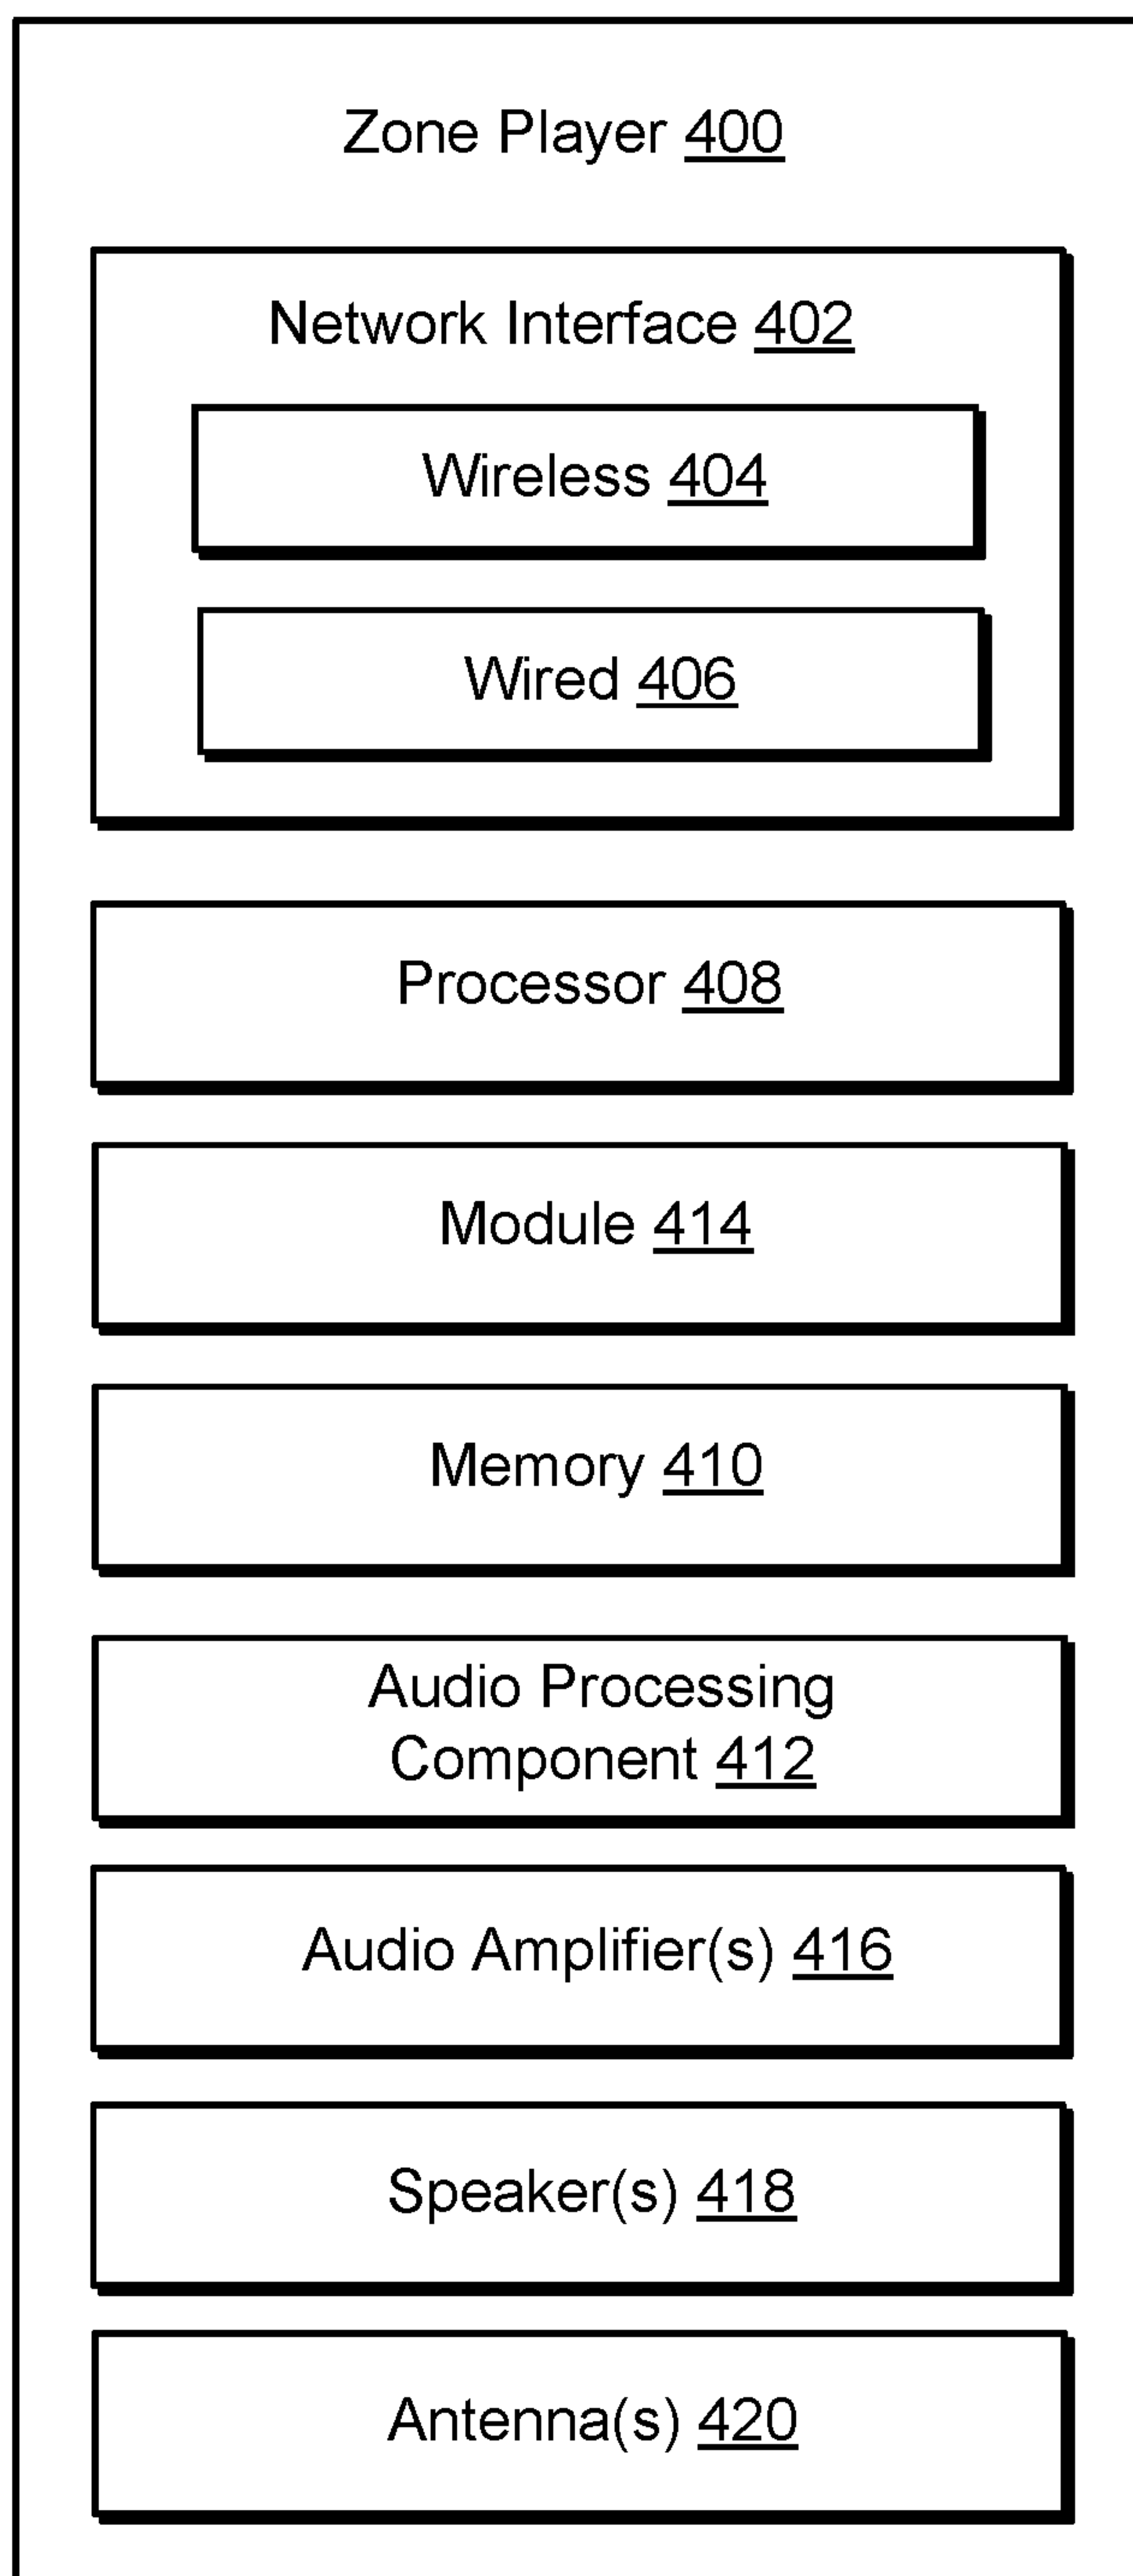 Zone Player 400
Network Interface 402
Wireless 404
Wired 406
Processor 408
Module 414
Memory 410
Audio Processing
Component 412
Audio Amplifier(s) 416
Speaker(s) 418
Antenna(s) 420